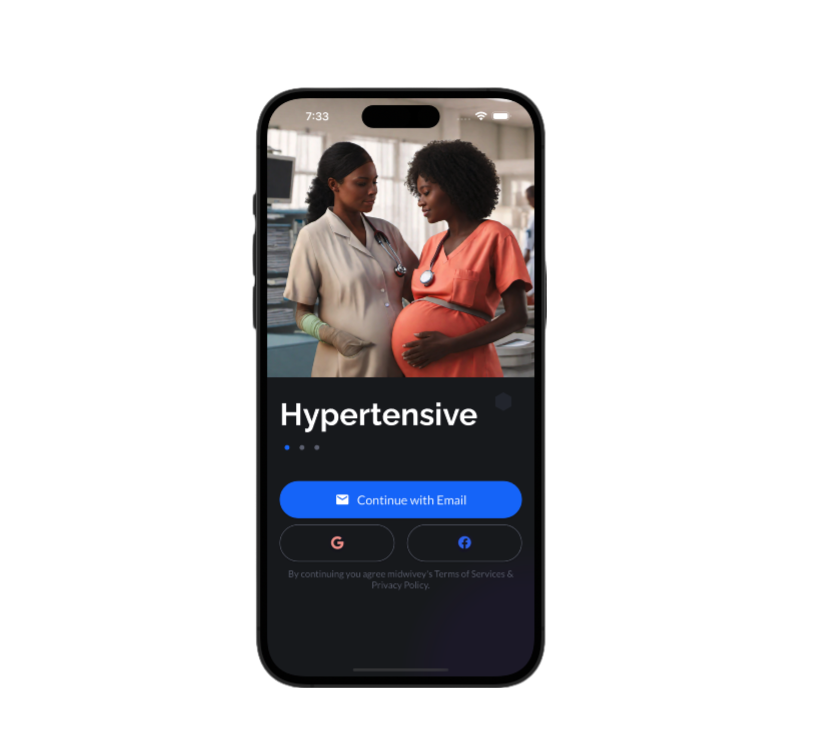 7:33
Hypertensive
Continue with Email
By continuing you agree midwivey's Terms of Services &
Privacy Policy.